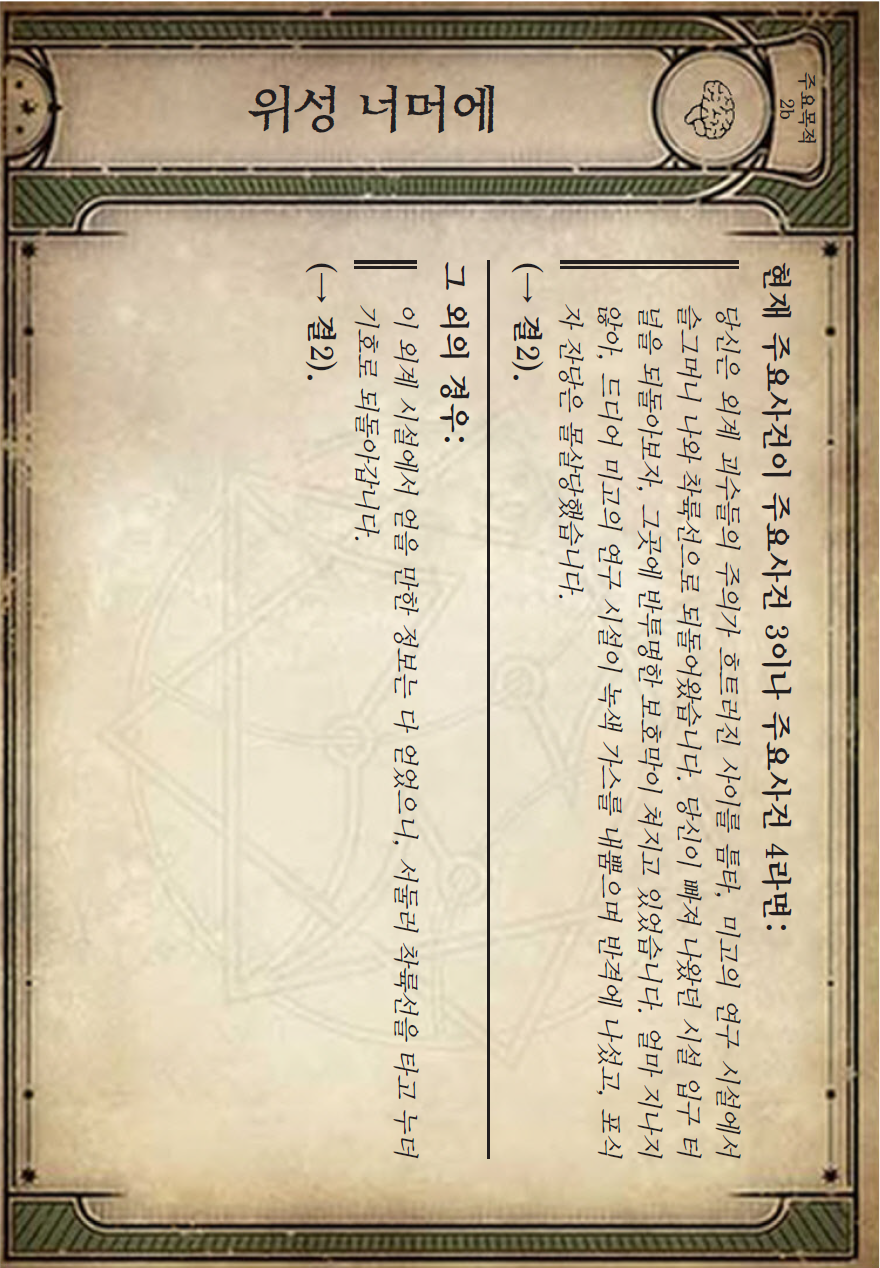 주요목적
2b
위성 너머에
현재 주요사건이 주요사건 3이나 주요사건 4라면:
당신은 외계 괴수들의 주의가 흐트러진 사이를 틈타, 미고의 연구 시설에서
슬그머니 나와 착륙선으로 되돌아왔습니다. 당신이 빠져 나왔던 시설 입구 터
널을 되돌아보자, 그곳에 반투명한 보호막이 쳐지고 있었습니다. 얼마 지나지
않아, 드디어 미고의 연구 시설이 녹색 가스를 내뿜으며 반격에 나섰고, 포식
자 잔당은 몰살당했습니다.
(→ 결2).
그 외의 경우:
이 외계 시설에서 얻을 만한 정보는 다 얻었으니, 서둘러 착륙선을 타고 누터
기호로 되돌아갑니다.
(→ 결2).